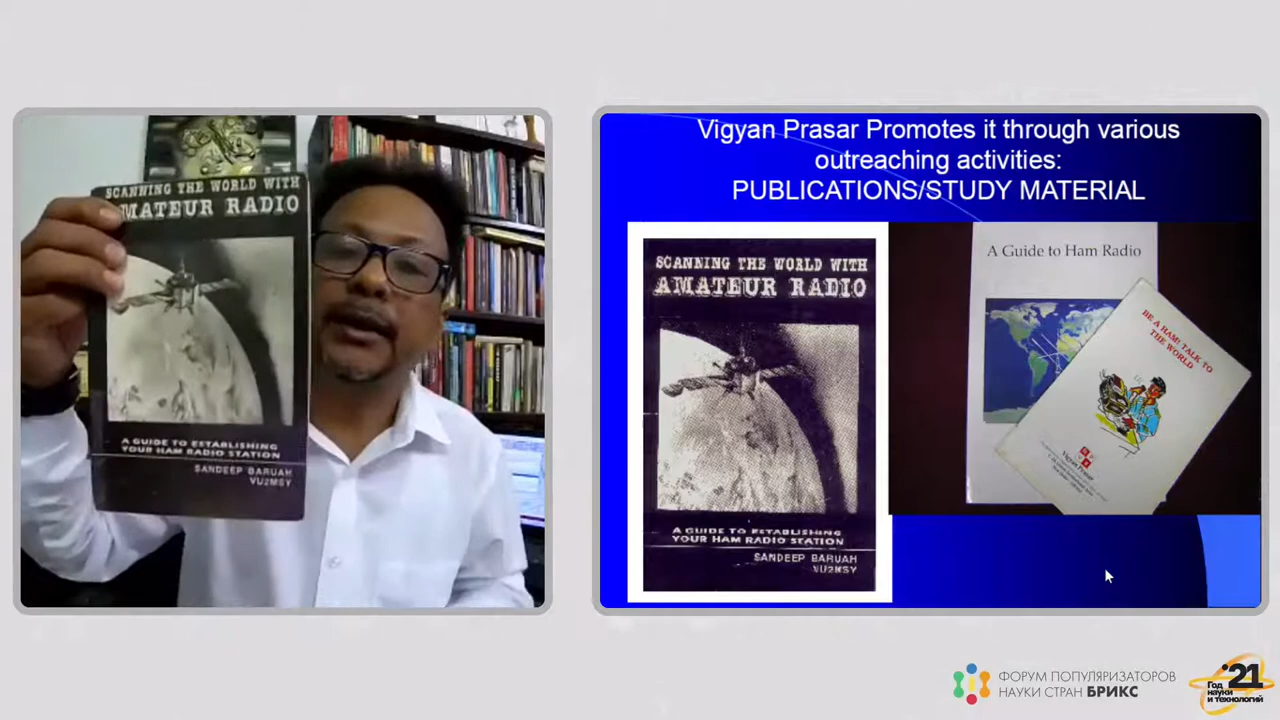 SCANNING THE WORLD WITH
AMATEUR RADIO
A GUIDE TO ESTABLISHING
YOUR HAM RADIO STATION
SANDEEP BARUAH
VU2MSY
Vigyan Prasar Promotes it through various
outreaching activities:
PUBLICATIONS/STUDY MATERIAL
SCANNING THE WORLD WITH
AMATEUR RADIO
A GUIDE TO ESTABLISHING
YOUR HAM RADIO STATION
SANDEEP BARUAH
VU2MSY
A Guide to Ham Radio
BE A HAM! TALK TO
THE WORLD
Vigyan Prasar
ФОРУМ ПОПУЛЯРИЗАТОРОВ
НАУКИ СТРАН БРИКС
'21
Год
науки
и технологий